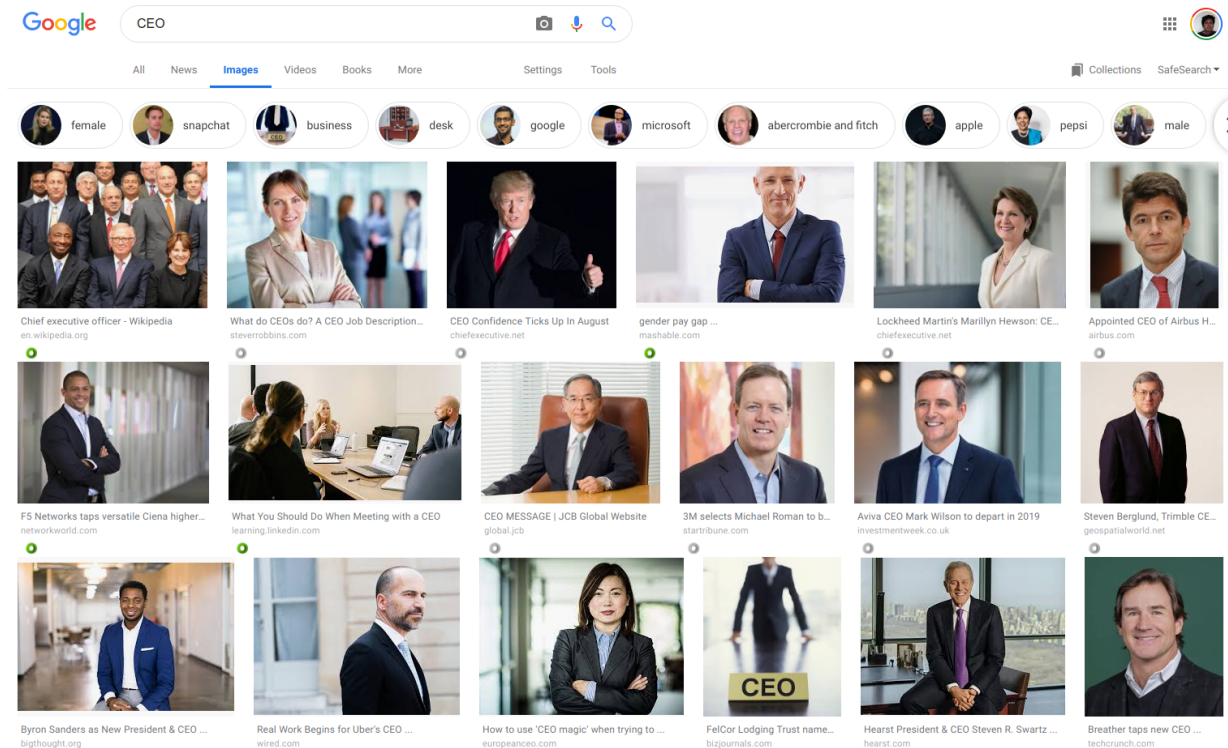 Google
CEO
All News Images Videos Books More Settings Tools Collections SafeSearch
female snapchat business desk google microsoft abercrombie and fitch apple pepsi male
Chief executive officer - Wikipedia
en.wikipedia.org
What do CEOs do? A CEO Job Description...
steverrobbins.com
CEO Confidence Ticks Up In August
chiefexecutive.net
gender pay gap ...
mashable.com
Lockheed Martin's Marillyn Hewson: CE...
chiefexecutive.net
Appointed CEO of Airbus H...
airbus.com
F5 Networks taps versatile Ciena higher...
networkworld.com
What You Should Do When Meeting with a CEO
learning.linkedin.com
CEO MESSAGE | JCB Global Website
global.jcb
3M selects Michael Roman to b...
startribune.com
Aviva CEO Mark Wilson to depart in 2019
investmentweek.co.uk
Steven Berglund, Trimble CE...
geospatialworld.net
CEO
Byron Sanders as New President & CEO ...
bigthought.org
Real Work Begins for Uber's CEO ...
wired.com
How to use 'CEO magic' when trying to ...
europeanceo.com
FelCor Lodging Trust name...
bizjournals.com
Hearst President & CEO Steven R. Swartz ...
hearst.com
Breather taps new CEO ...
techcrunch.com